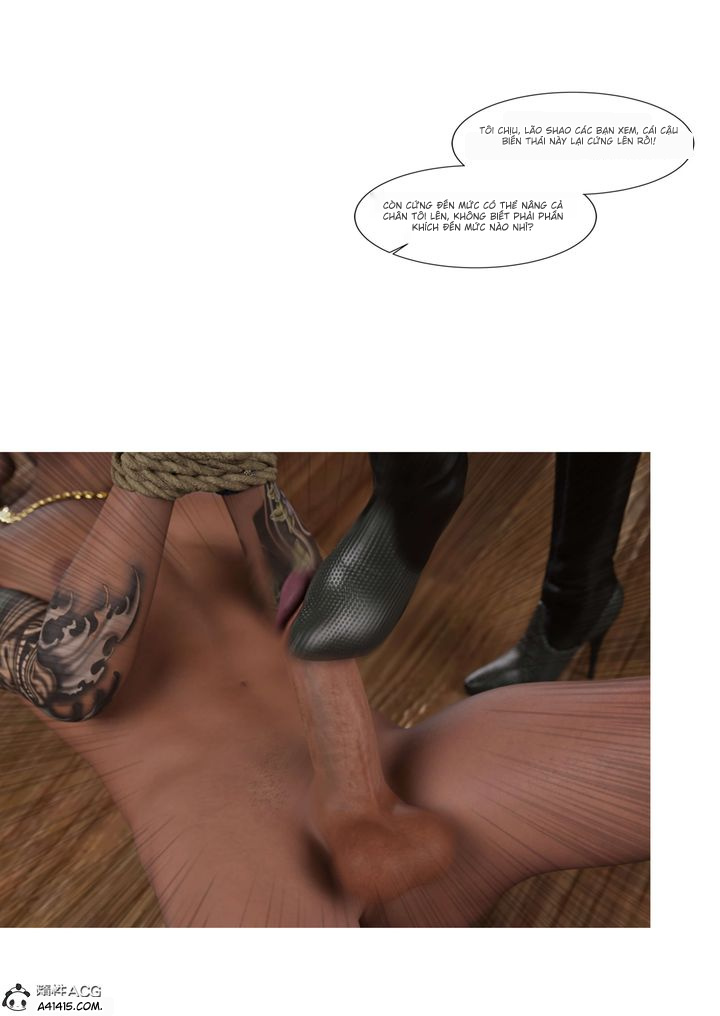 TÔI CHỊU, LÃO SHAO CÁC BẠN XEM, CÁI CẬU
BIẾN THÁI NÀY LẠI CỨNG LÊN RỒI!
CÒN CỨNG ĐẾN MỨC CÓ THỂ NÂNG CẢ
CHÂN TÔI LÊN, KHÔNG BIẾT PHẢI PHẤN
KHÍCH ĐẾN MỨC NÀO NHỈ?
ACG
A41415.COM.